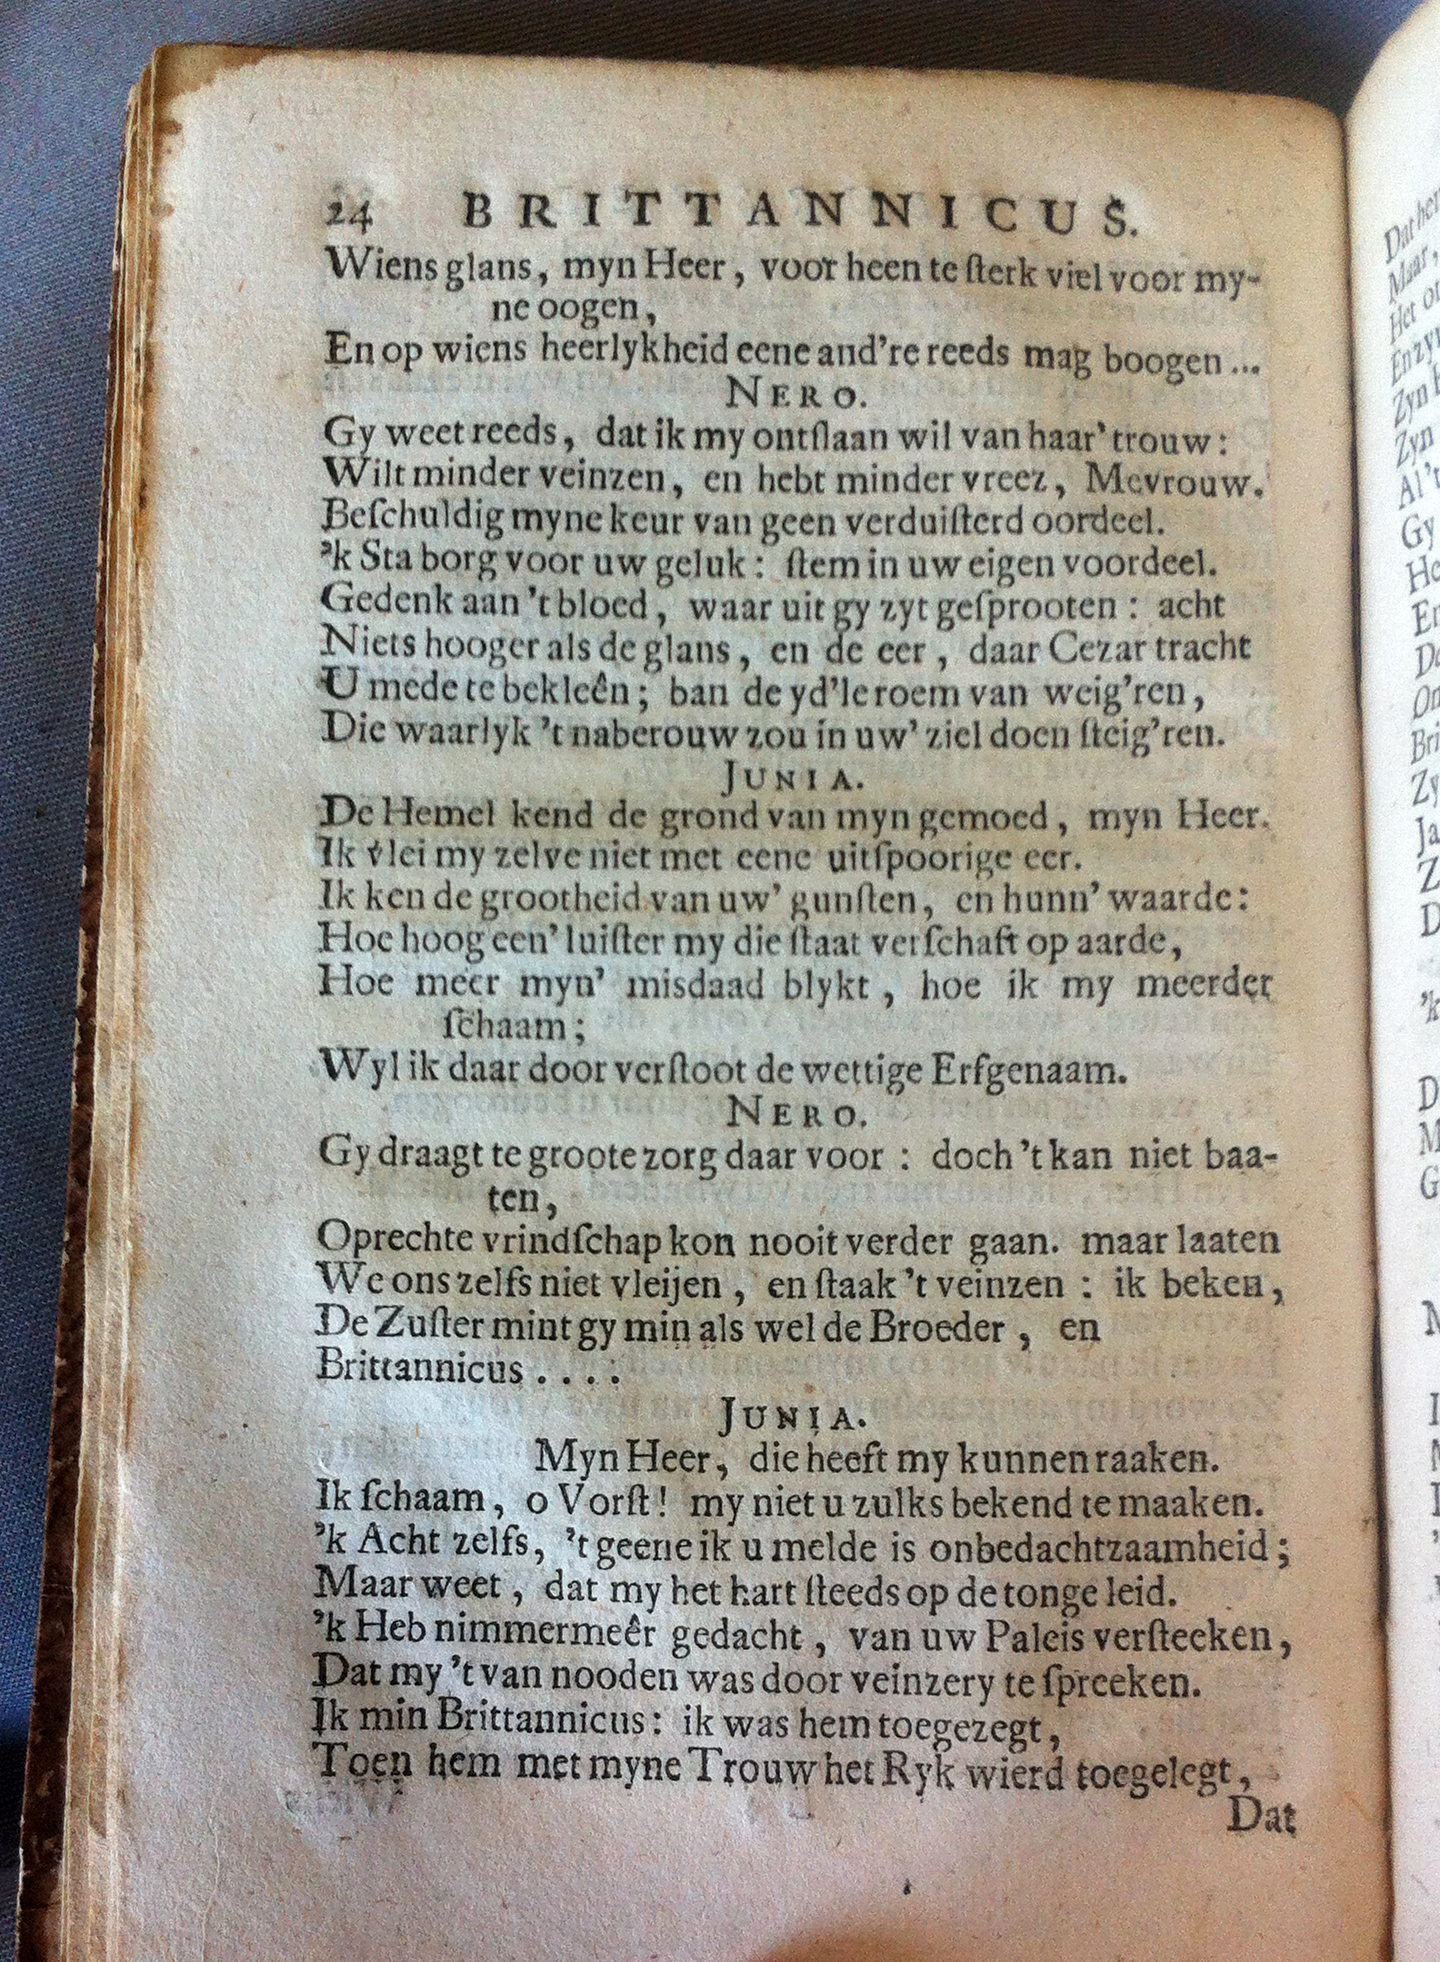 24 BRITTANNICUS.
Wiens glans, myn Heer, voor heen te ſterk viel voor my-
ne oogen,
En op wiens heerlykheid eene and’re reeds mag boogen ...
NERO.
Gy weet reeds, dat ik my ontſlaan wil van haar’ trouw:
Wilt minder veinzen, en hebt minder vreez, Mevrouw.
Beſchuldig myne keur van geen verduiſterd oordeel.
’k Sta borg voor uw geluk: ſtem in uw eigen voordeel.
Gedenk aan ’t bloed, waar uit gy zyt geſprooten: acht
Niets hooger als de glans, en de eer, daar Cezar tracht
U mede te bekleên; ban de yd’le roem van weig’ren,
Die waarlyk ’t naberouw zou in uw’ ziel doen ſteig’ren.
JUNIA.
De Hemel kend de grond van myn gemoed, myn Heer.
Ik vlei my zelve niet met eene uitſpoorige eer.
Ik ken de grootheid van uw’ gunſten, en hunn’ waarde:
Hoe hoog een’ luiſter my die ſtaat verſchaft op aarde,
Hoe meer myn’ misdaad blykt, hoe ik my meerder
ſchaam;
Wyl ik daar door verſtoot de wettige Erfgenaam.
NERO.
Gy draagt te groote zorg daar voor: doch ’t kan niet baa-
ten,
Oprechte vrindſchap kon nooit verder gaan. maar laaten
We ons zelfs niet vleijen, en ſtaak ’t veinzen: ik beken,
De Zuſter mint gy min als wel de Broeder, en
Brittannicus . . . .
JUNIA.
Myn Heer, die heeft my kunnen raaken.
Ik ſchaam, o Vorſt! my niet u zulks bekend te maaken.
’k Acht zelfs, ’t geene ik u melde is onbedachtzaamheid;
Maar weet, dat my het hart ſteeds op de tonge leid.
’k Heb nimmermeêr gedacht, van uw Paleis verſteeken,
Dat my ’t van nooden was door veinzery te ſpreeken.
Ik min Brittannicus: ik was hem toegezegt,
Toen hem met myne Trouw het Ryk wierd toegelegt,
Dat